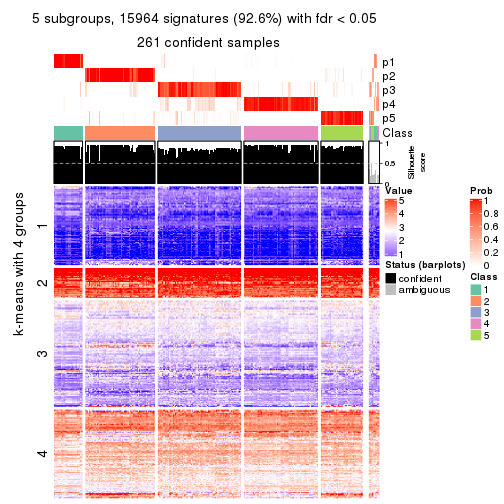 5 subgroups, 15964 signatures (92.6%) with fdr < 0.05
261 confident samples
p1
p2
p3
p4
p5
Class
1
0.5
0
Silhouette
score
k-means with 4 groups
1
2
3
4
Value
5
4
3
2
1
Status (barplots)
confident
ambiguous
Prob
1
0.8
0.6
0.4
0.2
0
Class
1
2
3
4
5